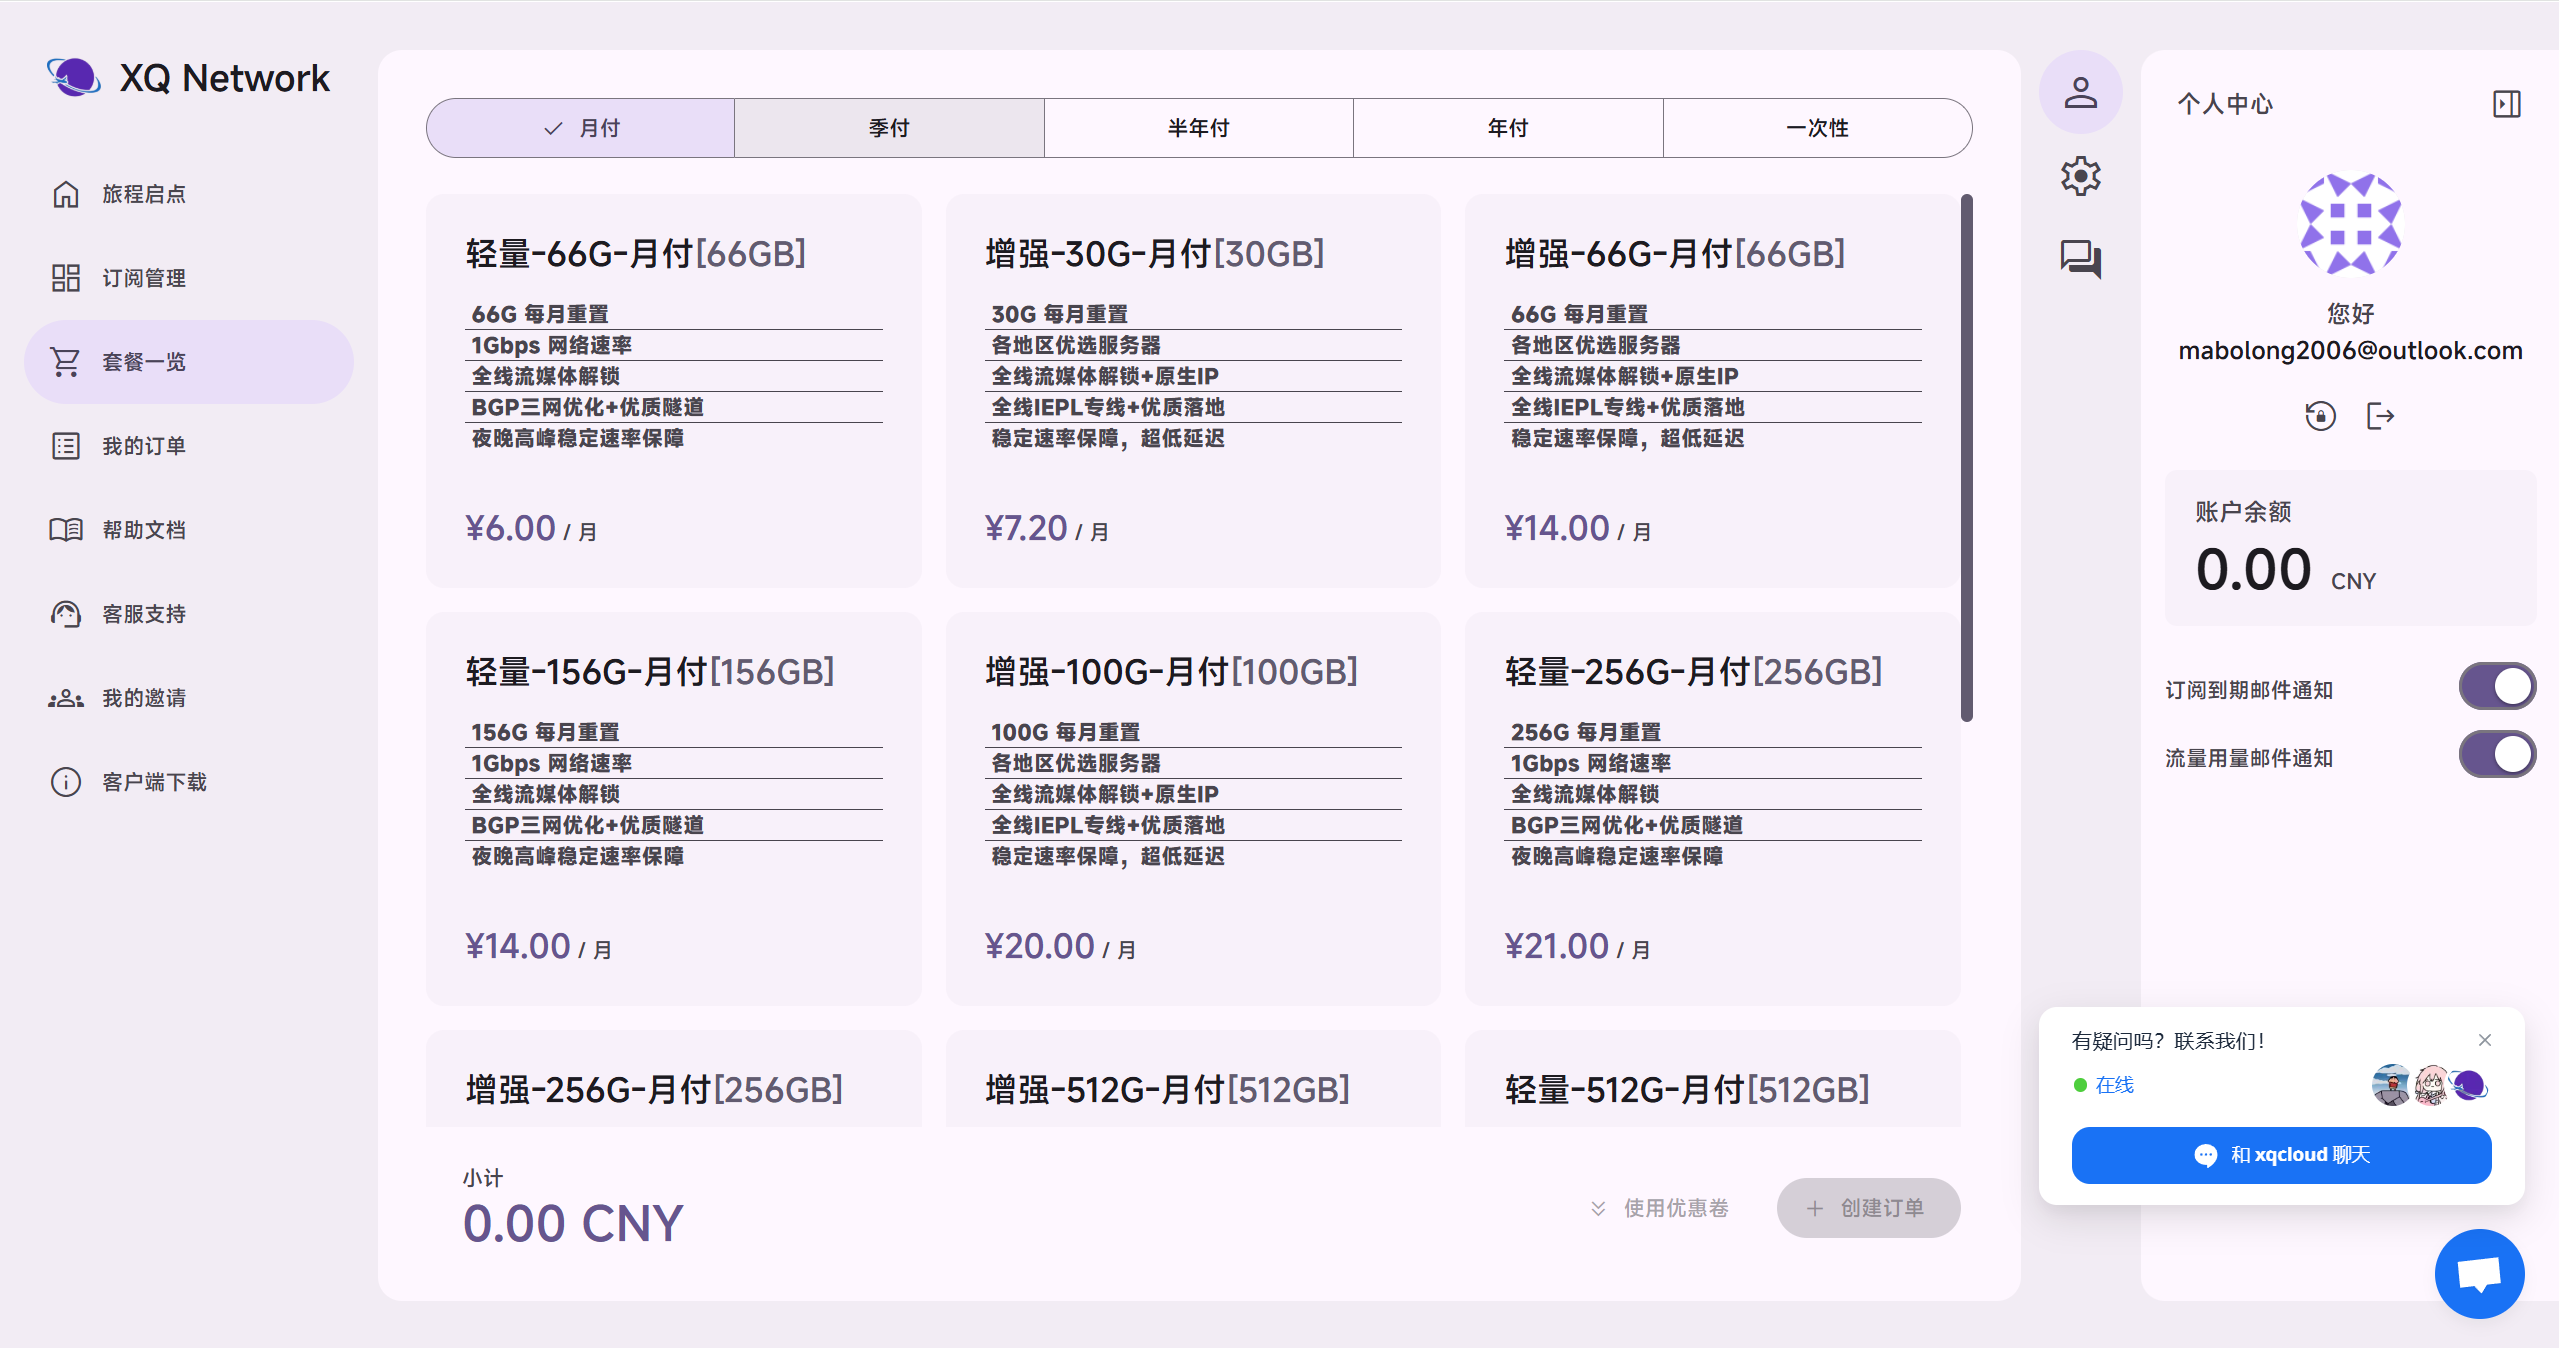 XQ Network
旅程启点
订阅管理
套餐一览
我的订单
帮助文档
客服支持
我的邀请
客户端下载
月付
季付
半年付
年付
一次性
轻量-66G-月付[66GB]
66G 每月重置
1Gbps 网络速率
全线流媒体解锁
BGP三网优化+优质隧道
夜晚高峰稳定速率保障
¥6.00 / 月
增强-30G-月付[30GB]
30G 每月重置
各地区优选服务器
全线流媒体解锁+原生IP
全线IEPL专线+优质落地
稳定速率保障，超低延迟
¥7.20 / 月
增强-66G-月付[66GB]
66G 每月重置
各地区优选服务器
全线流媒体解锁+原生IP
全线IEPL专线+优质落地
稳定速率保障，超低延迟
¥14.00 / 月
轻量-156G-月付[156GB]
156G 每月重置
1Gbps 网络速率
全线流媒体解锁
BGP三网优化+优质隧道
夜晚高峰稳定速率保障
¥14.00 / 月
增强-100G-月付[100GB]
100G 每月重置
各地区优选服务器
全线流媒体解锁+原生IP
全线IEPL专线+优质落地
稳定速率保障，超低延迟
¥20.00 / 月
轻量-256G-月付[256GB]
256G 每月重置
1Gbps 网络速率
全线流媒体解锁
BGP三网优化+优质隧道
夜晚高峰稳定速率保障
¥21.00 / 月
增强-256G-月付[256GB]
增强-512G-月付[512GB]
轻量-512G-月付[512GB]
小计
0.00 CNY
使用优惠卷
创建订单
个人中心
您好
mabolong2006@outlook.com
账户余额
0.00 CNY
订阅到期邮件通知
流量用量邮件通知
有疑问吗？联系我们！
在线
和 xqcloud 聊天